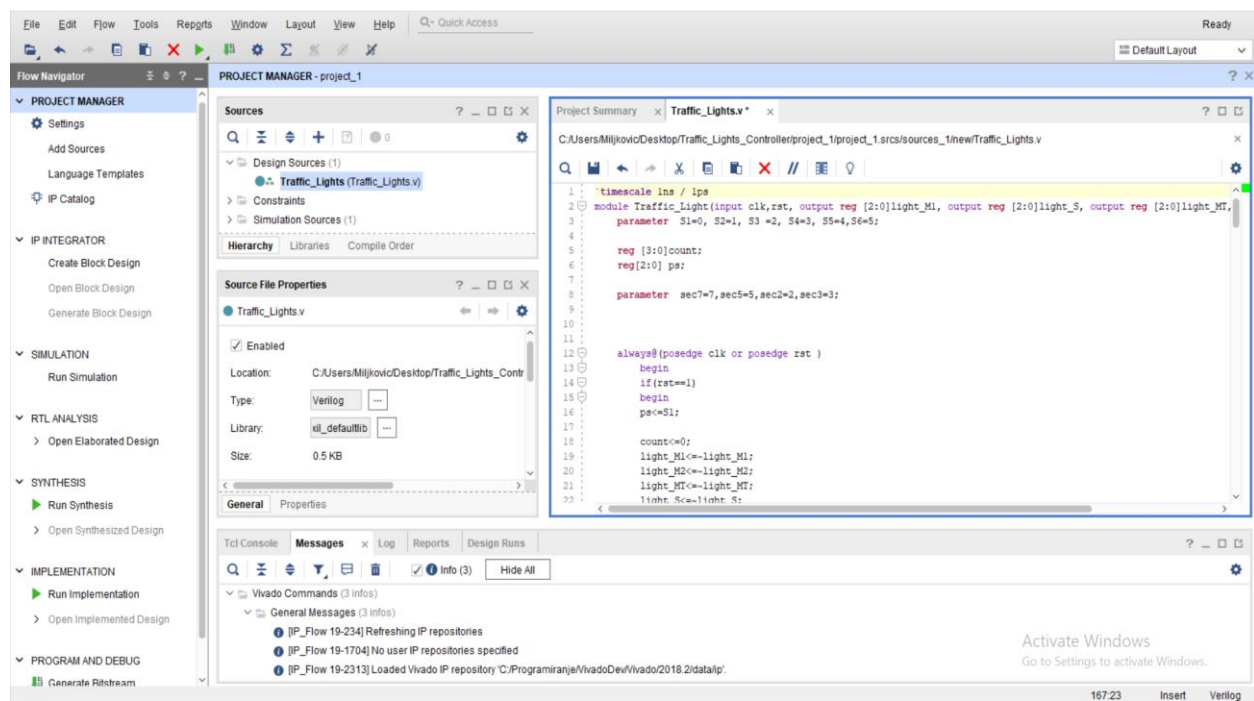 File Edit Flow Tools Reports Window Layout View Help Quick Access Ready
Default Layout
Flow Navigator
PROJECT MANAGER - project_1
PROJECT MANAGER
Settings
Add Sources
Language Templates
IP Catalog
IP INTEGRATOR
Create Block Design
Open Block Design
Generate Block Design
SIMULATION
Run Simulation
RTL ANALYSIS
Open Elaborated Design
SYNTHESIS
Run Synthesis
Open Synthesized Design
IMPLEMENTATION
Run Implementation
Open Implemented Design
PROGRAM AND DEBUG
Generate Bitstream
Sources
0
Design Sources (1)
Traffic_Lights (Traffic_Lights.v)
Constraints
Simulation Sources (1)
Hierarchy Libraries Compile Order
Source File Properties
Traffic_Lights.v
Enabled
Location: C:/Users/Miljkovic/Desktop/Traffic_Lights_Contr
Type: Verilog
Library: xil_defaultlib
Size: 0.5 KB
General Properties
Project Summary Traffic_Lights.v *
C:/Users/Miljkovic/Desktop/Traffic_Lights_Controller/project_1/project_1.srcs/sources_1/new/Traffic_Lights.v
1 `timescale 1ns / 1ps
2 module Traffic_Light(input clk,rst, output reg [2:0]light_M1, output reg [2:0]light_S, output reg [2:0]light_MT,
3 parameter S1=0, S2=1, S3 =2, S4=3, S5=4,S6=5;
4
5 reg [3:0]count;
6 reg[2:0] ps;
7
8 parameter sec7=7,sec5=5,sec2=2,sec3=3;
9
10
11
12 always@(posedge clk or posedge rst )
13 begin
14 if(rst==1)
15 begin
16 ps<=S1;
17
18 count<=0;
19 light_M1<=~light_M1;
20 light_M2<=~light_M2;
21 light_MT<=~light_MT;
22 light_S<=~light_S;
Tcl Console Messages Log Reports Design Runs
Info (3) Hide All
Vivado Commands (3 infos)
General Messages (3 infos)
[IP_Flow 19-234] Refreshing IP repositories
[IP_Flow 19-1704] No user IP repositories specified
[IP_Flow 19-2313] Loaded Vivado IP repository 'C:/Programiranje/VivadoDev/Vivado/2018.2/data/ip'.
Activate Windows
Go to Settings to activate Windows.
167:23 Insert Verilog